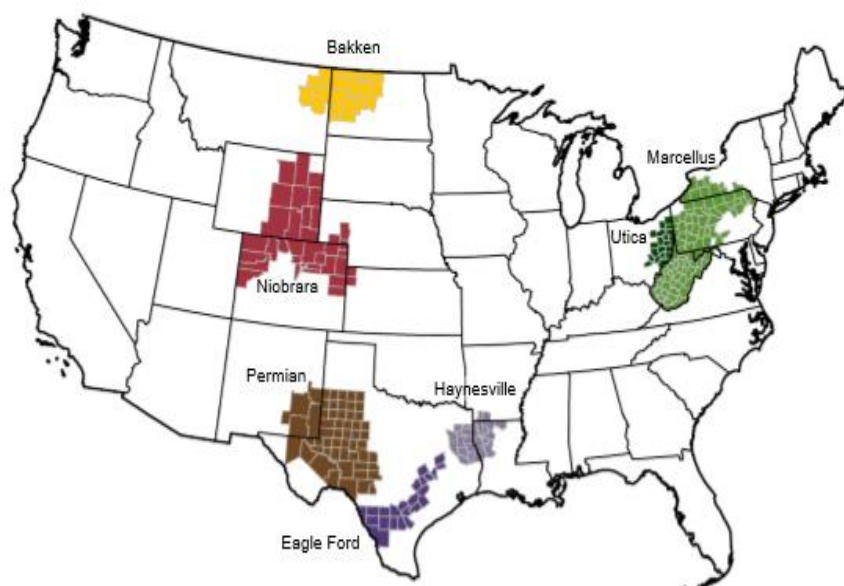 Bakken
Marcellus
Utica
Niobrara
Permian
Haynesville
Eagle Ford